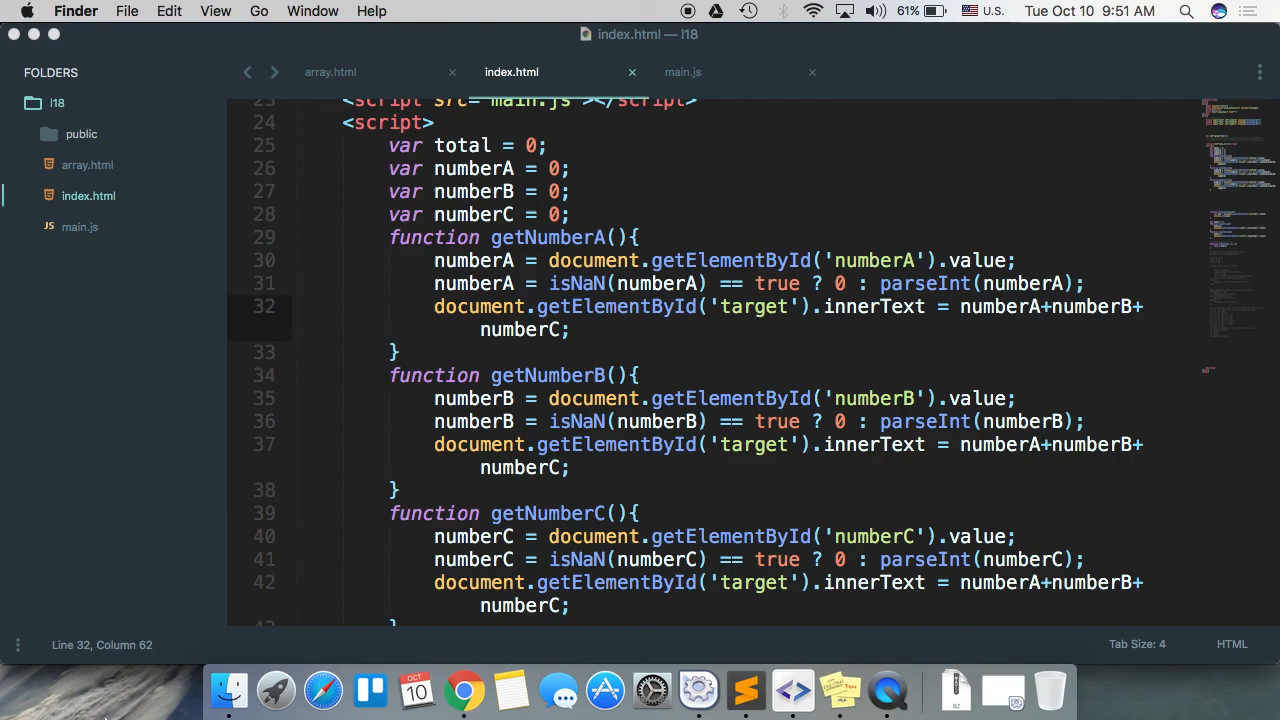 Finder File Edit View Go Window Help 61% U.S. Tue Oct 10 9:51 AM
index.html — l18
FOLDERS
l18
public
array.html
index.html
JS main.js
array.html index.html main.js
23 <script src="main.js"></script>
24 <script>
25 var total = 0;
26 var numberA = 0;
27 var numberB = 0;
28 var numberC = 0;
29 function getNumberA(){
30 numberA = document.getElementById('numberA').value;
31 numberA = isNaN(numberA) == true ? 0 : parseInt(numberA);
32 document.getElementById('target').innerText = numberA+numberB+
numberC;
33 }
34 function getNumberB(){
35 numberB = document.getElementById('numberB').value;
36 numberB = isNaN(numberB) == true ? 0 : parseInt(numberB);
37 document.getElementById('target').innerText = numberA+numberB+
numberC;
38 }
39 function getNumberC(){
40 numberC = document.getElementById('numberC').value;
41 numberC = isNaN(numberC) == true ? 0 : parseInt(numberC);
42 document.getElementById('target').innerText = numberA+numberB+
numberC;
}
Line 32, Column 62 Tab Size: 4 HTML
OCT
10